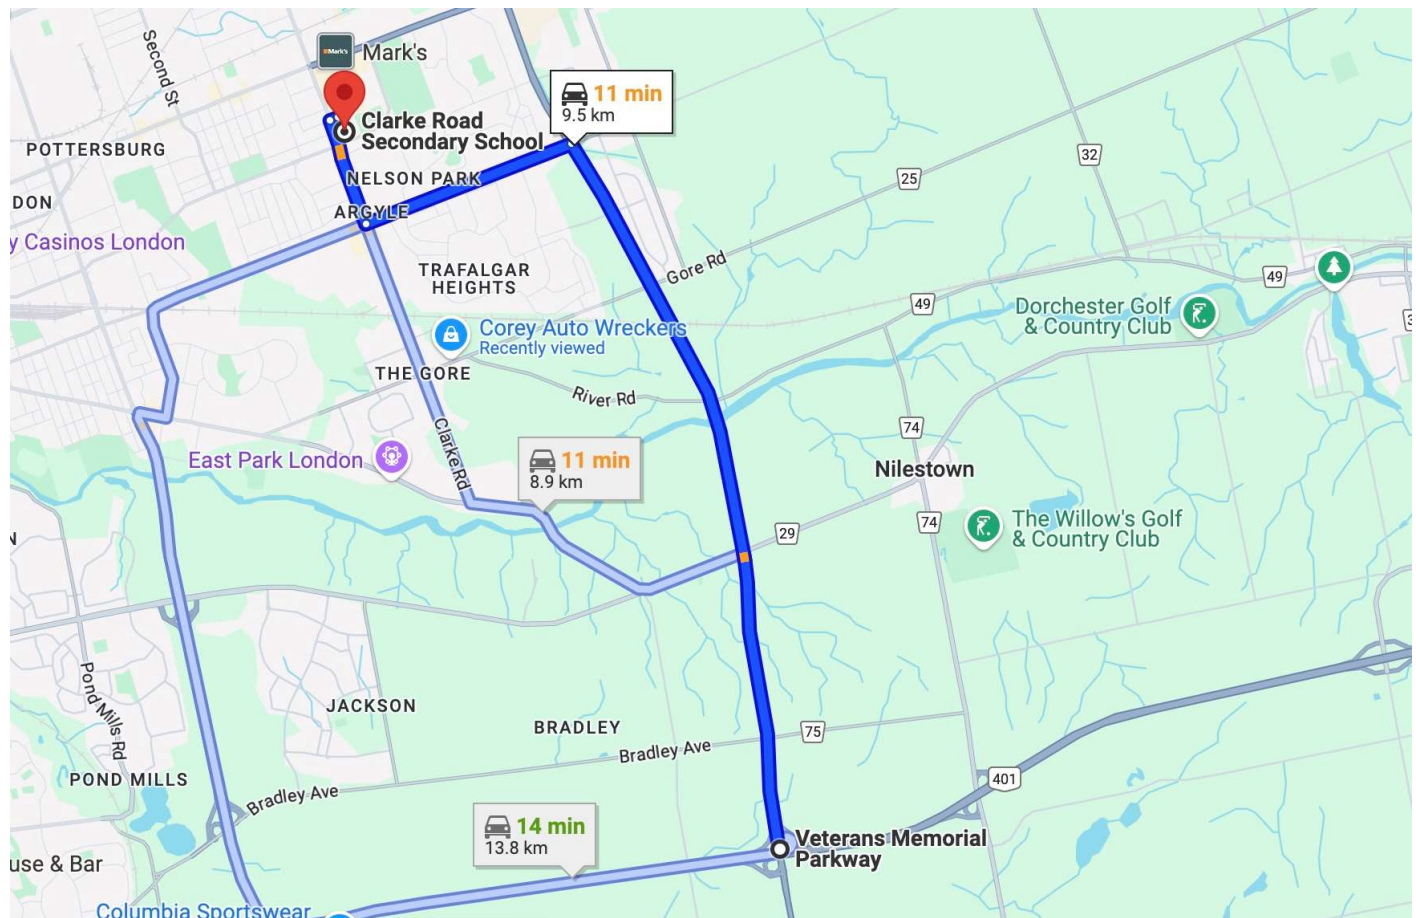 Second St
Mark's
Mark's
11 min
9.5 km
Clarke Road
Secondary School
POTTERSBURG
32
25
NELSON PARK
DON
ARGYLE
y Casinos London
Gore Rd
TRAFALGAR
HEIGHTS
49
49
Dorchester Golf
& Country Club
Corey Auto Wreckers
Recently viewed
THE GORE
River Rd
74
Clarke Rd
East Park London
11 min
8.9 km
Nilestown
74
The Willow's Golf
& Country Club
N
29
Pond Mills Rd
JACKSON
BRADLEY
75
Bradley Ave
POND MILLS
Bradley Ave
401
14 min
13.8 km
Veterans Memorial
Parkway
use & Bar
Columbia Sportswear